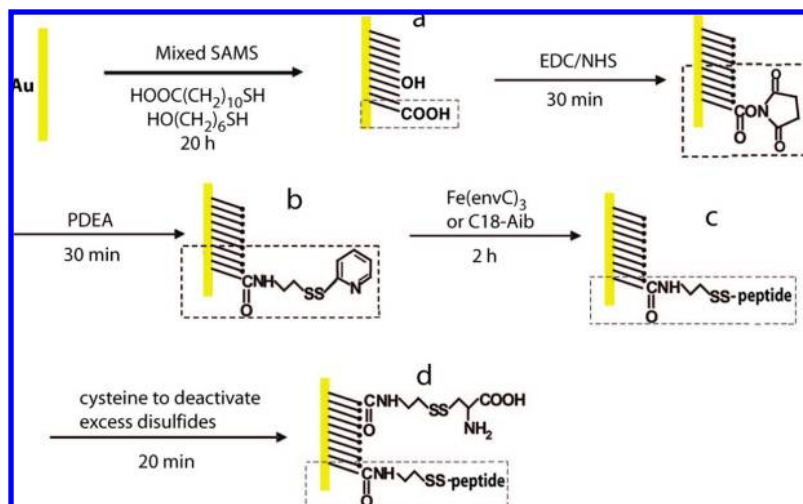 a
Mixed SAMS
EDC/NHS
Au
HOOC(CH2)10SH
HO(CH2)6SH
20 h
OH
COOH
30 min
C ON
O
O
O
PDEA
30 min
b
CNH SS N
O
Fe(envC)3
or C18-Aib
2 h
c
CNH SS-peptide
O
cysteine to deactivate
excess disulfides
20 min
d
CNH SS COOH
O
NH2
CNH SS-peptide
O